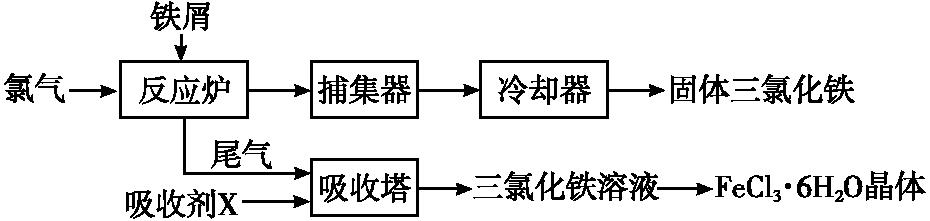 铁屑
氯气 反应炉 捕集器 冷却器 固体三氯化铁
尾气
吸收剂X 吸收塔 三氯化铁溶液 FeCl₃·6H₂O晶体